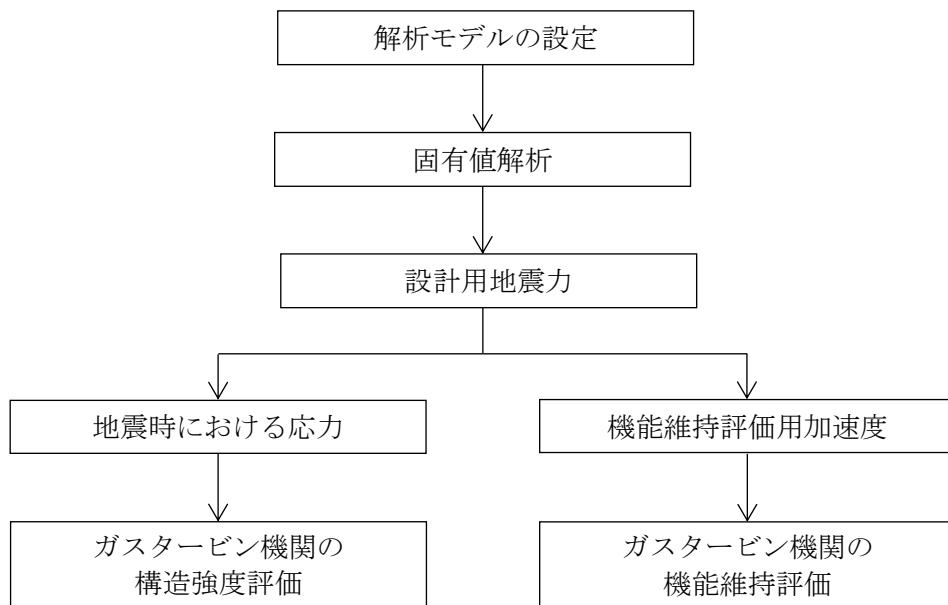 解析モデルの設定
固有値解析
設計用地震力
地震時における応力
機能維持評価用加速度
ガスタービン機関の
構造強度評価
ガスタービン機関の
機能維持評価